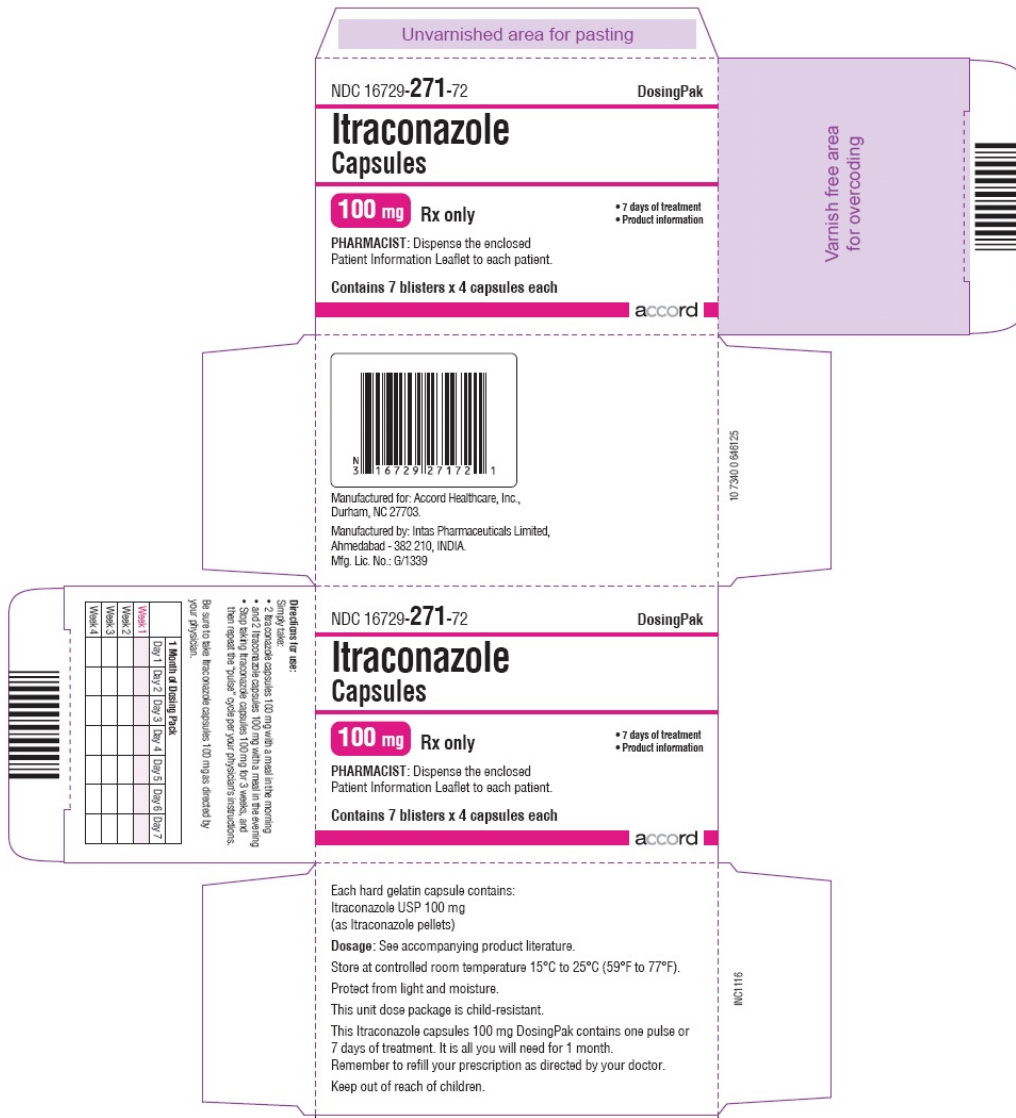 Unvarnished area for pasting
NDC 16729-271-72
DosingPak
Itraconazole
Capsules
100 mg
Rx only
• 7 days of treatment
• Product information
PHARMACIST: Dispense the enclosed
Patient Information Leaflet to each patient.
Contains 7 blisters x 4 capsules each
accord
Varnish free area
for overcoding
N
3 16729 27172 1
Manufactured for: Accord Healthcare, Inc.,
Durham, NC 27703.
Manufactured by: Intas Pharmaceuticals Limited,
Ahmedabad - 382 210, INDIA.
Mfg. Lic. No.: G/1339
10 7340 0 646125
Directions for use:
Simply take:
• 2 Itraconazole capsules 100 mg with a meal in the morning
• and 2 Itraconazole capsules 100 mg with a meal in the evening
• Stop taking Itraconazole capsules 100 mg for 3 weeks, and
then repeat the "pulse" cycle per your physician's instructions.
1 Month of Dosing Pack
Day 1 Day 2 Day 3 Day 4 Day 5 Day 6 Day 7
Week 1
Week 2
Week 3
Week 4
Be sure to take Itraconazole capsules 100 mg as directed by
your physician.
NDC 16729-271-72
DosingPak
Itraconazole
Capsules
100 mg
Rx only
• 7 days of treatment
• Product information
PHARMACIST: Dispense the enclosed
Patient Information Leaflet to each patient.
Contains 7 blisters x 4 capsules each
accord
Each hard gelatin capsule contains:
Itraconazole USP 100 mg
(as Itraconazole pellets)
Dosage: See accompanying product literature.
Store at controlled room temperature 15°C to 25°C (59°F to 77°F).
Protect from light and moisture.
This unit dose package is child-resistant.
This Itraconazole capsules 100 mg DosingPak contains one pulse or
7 days of treatment. It is all you will need for 1 month.
Remember to refill your prescription as directed by your doctor.
Keep out of reach of children.
INC1116